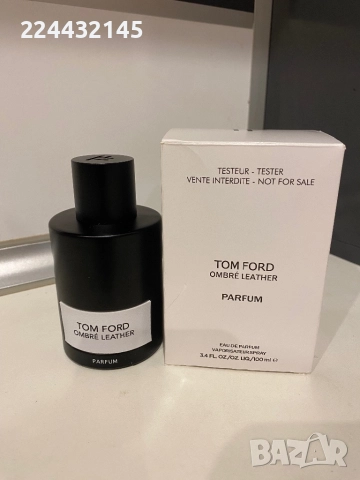 224432145
TESTEUR - TESTER
VENTE INTERDITE - NOT FOR SALE
TOM FORD
OMBRÉ LEATHER
PARFUM
EAU DE PARFUM
VAPORISATEUR SPRAY
3.4 FL.OZ./OZ. LIQ./100 ml ℮
TOM FORD
OMBRÉ LEATHER
PARFUM
bazar